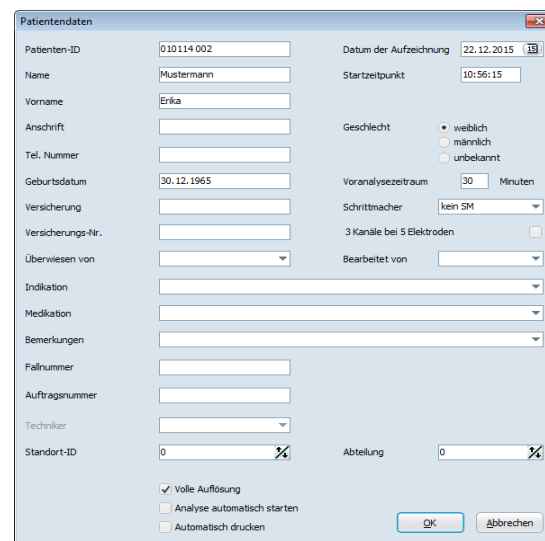 Patientendaten
Patienten-ID 010114 002 Datum der Aufzeichnung 22.12.2015 15
Name Mustermann Startzeitpunkt 10:56:15
Vorname Erika
Anschrift Geschlecht weiblich
männlich
Tel. Nummer unbekannt
Geburtsdatum 30.12.1965 Voranalysezeitraum 30 Minuten
Versicherung Schrittmacher kein SM
Versicherungs-Nr. 3 Kanäle bei 5 Elektroden
Überwiesen von Bearbeitet von
Indikation
Medikation
Bemerkungen
Fallnummer
Auftragsnummer
Techniker
Standort-ID 0 Abteilung 0
Volle Auflösung
Analyse automatisch starten
Automatisch drucken OK Abbrechen